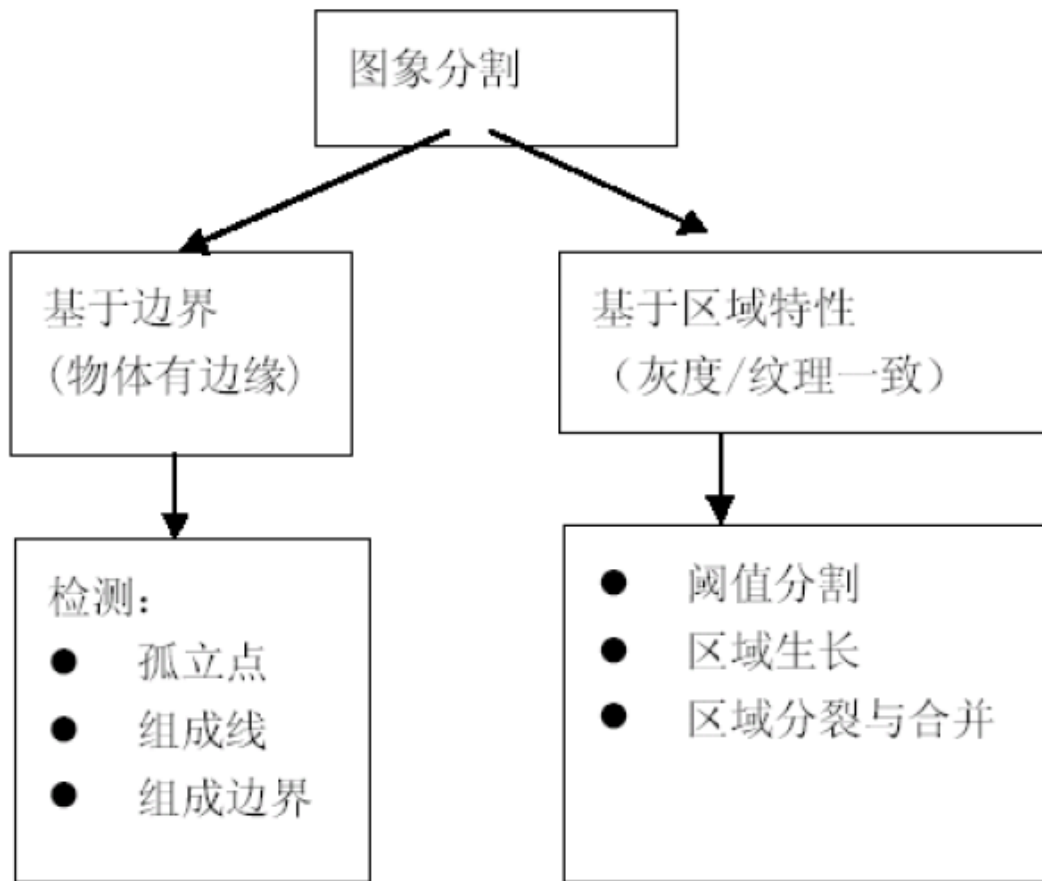 图象分割
基于边界
(物体有边缘)
基于区域特性
（灰度/纹理一致）
检测：
● 孤立点
● 组成线
● 组成边界
● 阈值分割
● 区域生长
● 区域分裂与合并